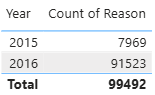 Year Count of Reason
2015 7969
2016 91523
Total 99492